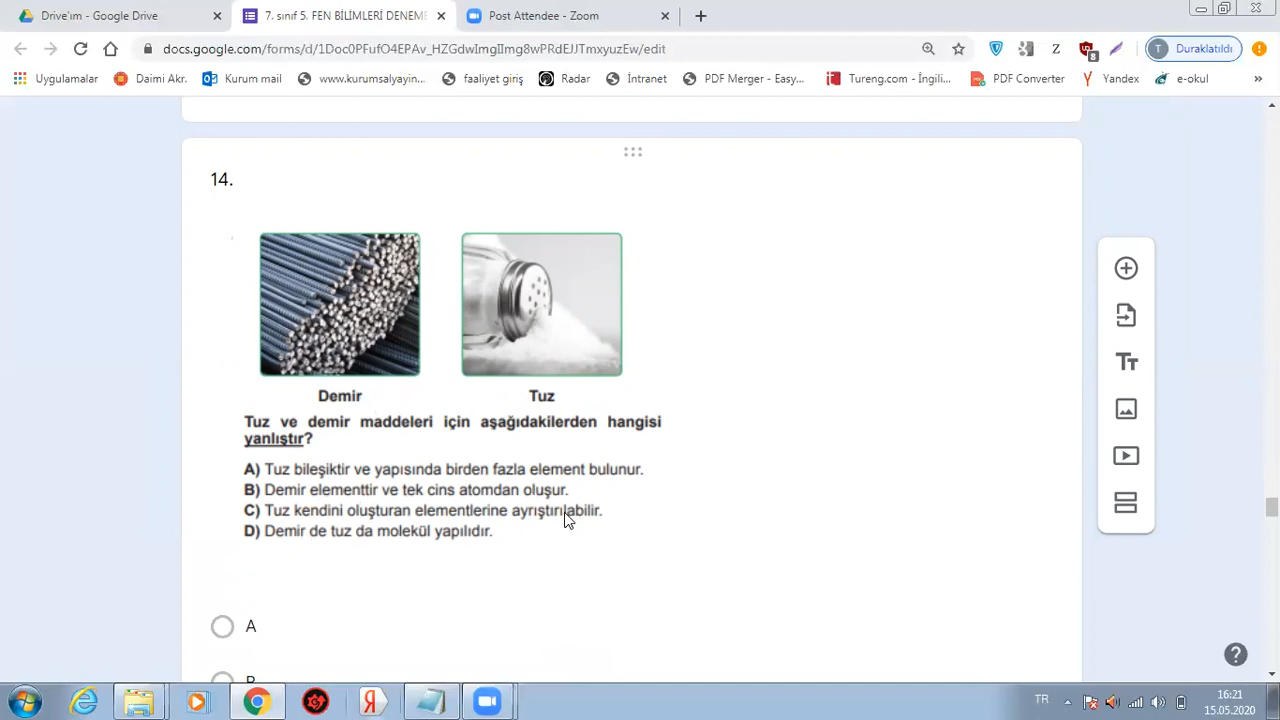 Drive'ım - Google Drive
7. sınıf 5. FEN BİLİMLERİ DENEME
Post Attendee - Zoom
docs.google.com/forms/d/1Doc0PFufO4EPAv_HZGdwImgIImg8wPRdEJJTmxyuzEw/edit
Z
8
T
Duraklatıldı
Uygulamalar
Daimi Akr.
Kurum mail
www.kurumsalyayin...
faaliyet giriş
Radar
İntranet
PDF Merger - Easy...
Tureng.com - İngili...
PDF Converter
Yandex
e-okul
»
14.
Demir
Tuz
Tuz ve demir maddeleri için aşağıdakilerden hangisi
yanlıştır?
A) Tuz bileşiktir ve yapısında birden fazla element bulunur.
B) Demir elementtir ve tek cins atomdan oluşur.
C) Tuz kendini oluşturan elementlerine ayrıştırılabilir.
D) Demir de tuz da molekül yapılıdır.
A
B
TR
16:21
15.05.2020